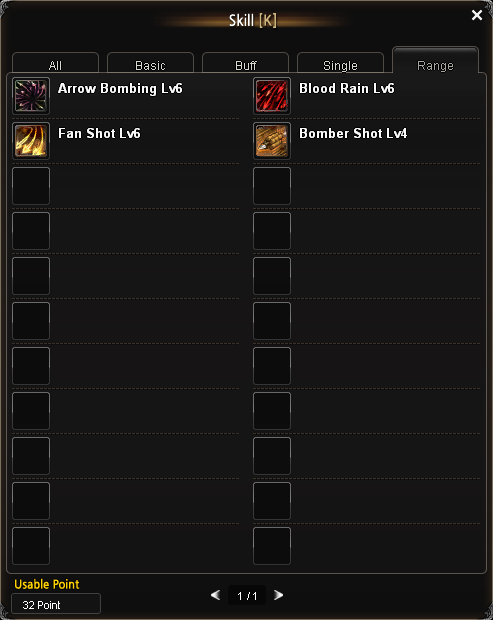 Skill [K]
All Basic Buff Single Range
Arrow Bombing Lv6 Blood Rain Lv6
Fan Shot Lv6 Bomber Shot Lv4
Usable Point
32 Point 1 / 1